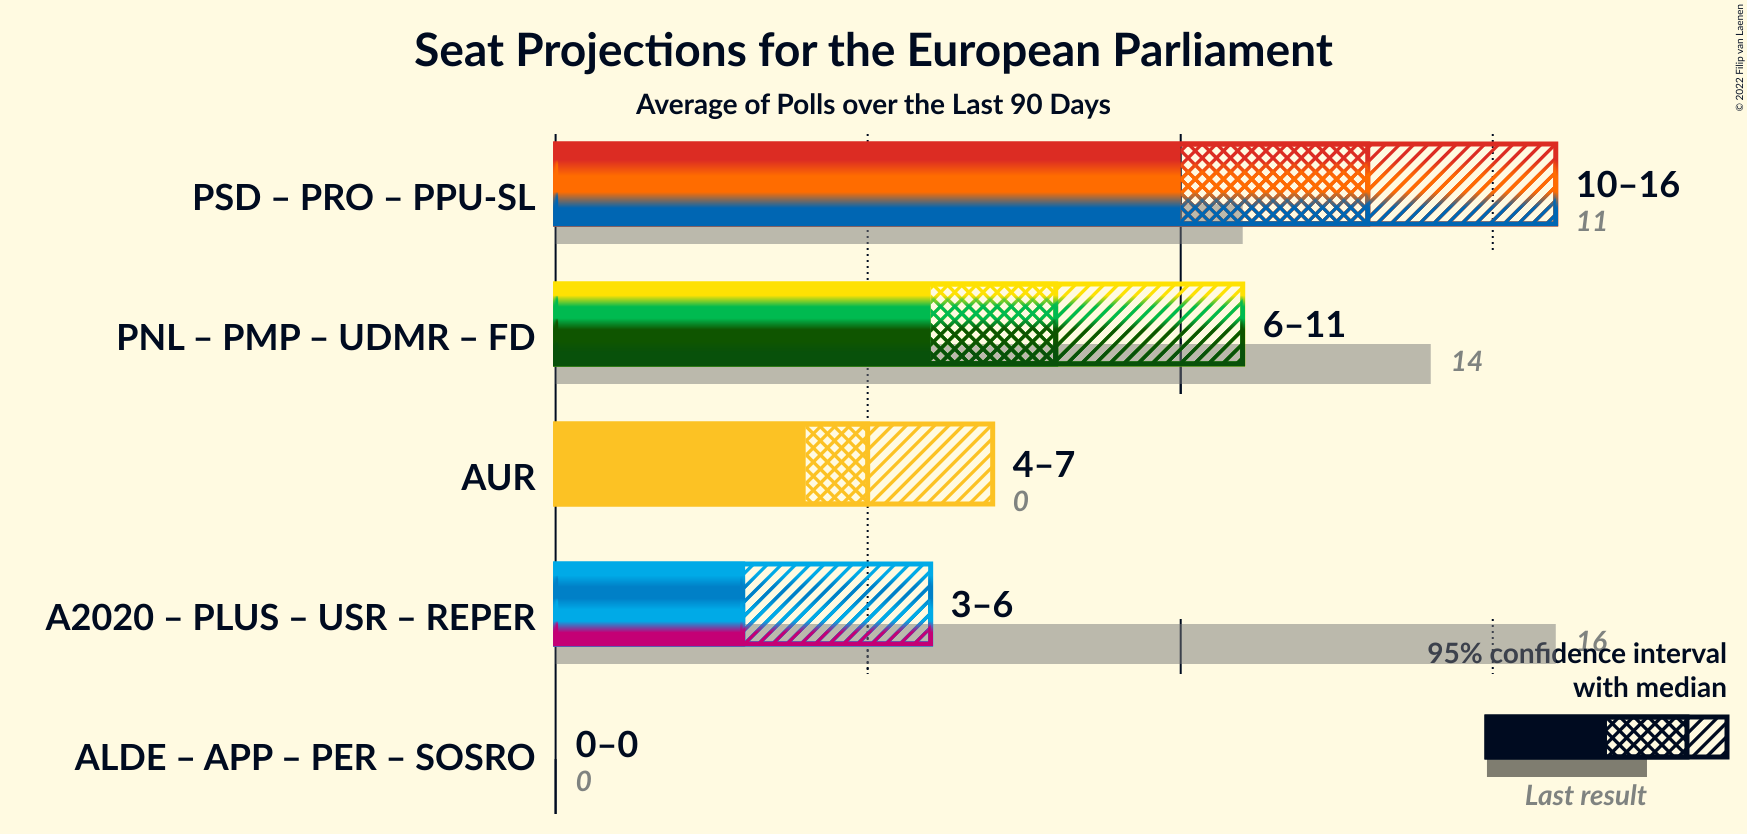 Seat Projections for the European Parliament
Average of Polls over the Last 90 Days
© 2022 Filip van Laenen
PSD – PRO – PPU-SL
10–16
11
PNL – PMP – UDMR – FD
6–11
14
AUR
4–7
0
A2020 – PLUS – USR – REPER
3–6
16
ALDE – APP – PER – SOSRO
0–0
0
95% confidence interval
with median
Last result